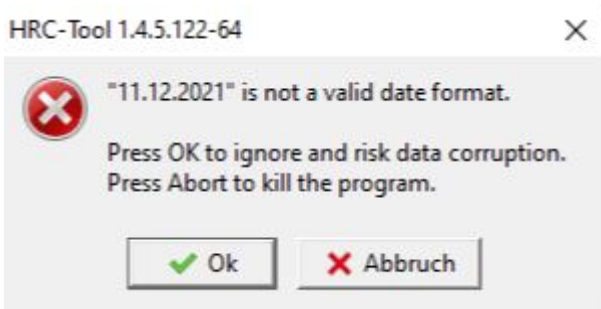 HRC-Tool 1.4.5.122-64
"11.12.2021" is not a valid date format.
Press OK to ignore and risk data corruption.
Press Abort to kill the program.
Ok
Abbruch